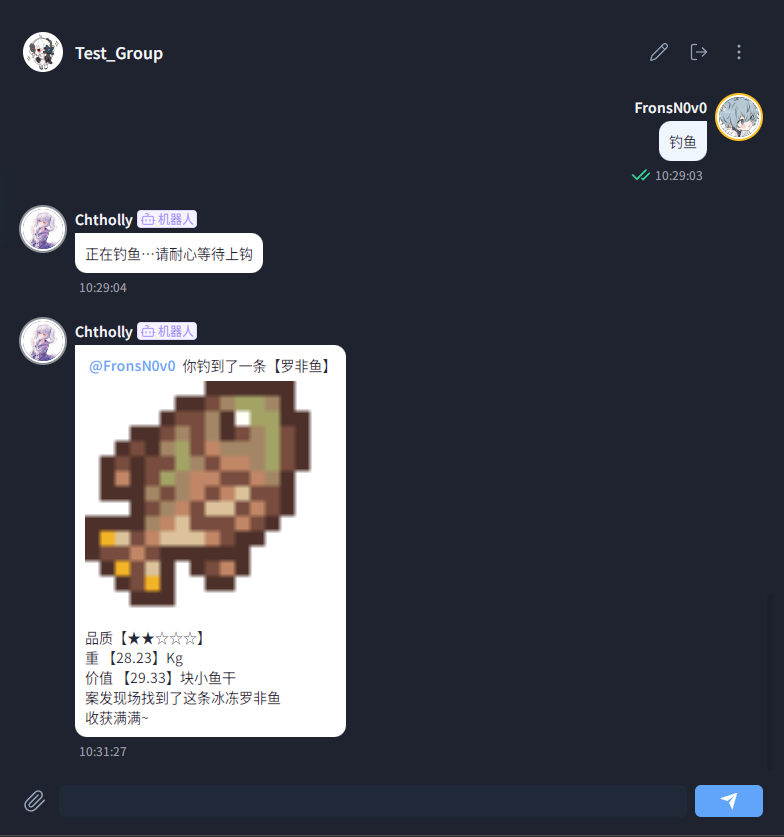 Test_Group
FronsN0v0
钓鱼
10:29:03
Chtholly 机器人
正在钓鱼…请耐心等待上钩
10:29:04
Chtholly 机器人
@FronsN0v0 你钓到了一条【罗非鱼】
品质【★★☆☆☆】
重 【28.23】Kg
价值 【29.33】块小鱼干
案发现场找到了这条冰冻罗非鱼
收获满满~
10:31:27